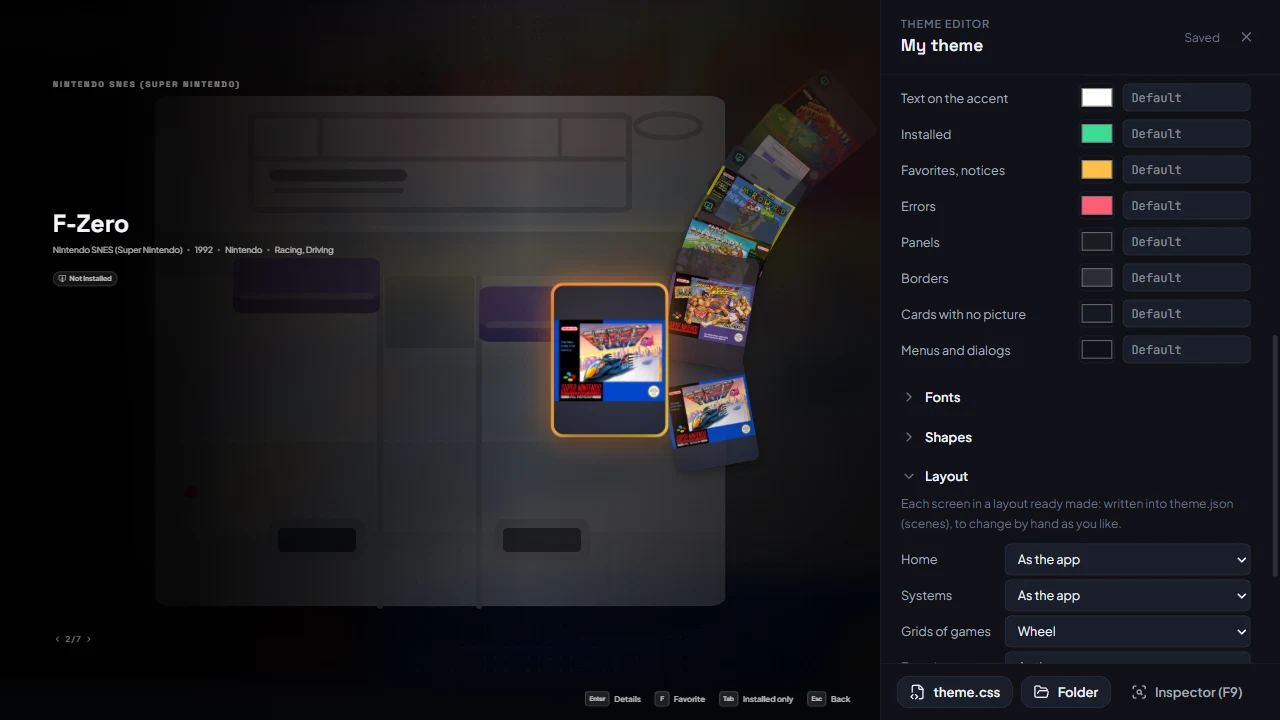 NINTENDO SNES (SUPER NINTENDO)
F-Zero
Nintendo SNES (Super Nintendo) • 1992 • Nintendo • Racing, Driving
Not installed
2/7
Enter Details F Favorite Tab Installed only Esc Back
THEME EDITOR
My theme
Saved
Text on the accent Default
Installed Default
Favorites, notices Default
Errors Default
Panels Default
Borders Default
Cards with no picture Default
Menus and dialogs Default
Fonts
Shapes
Layout
Each screen in a layout ready made: written into theme.json
(scenes), to change by hand as you like.
Home As the app
Systems As the app
Grids of games Wheel
theme.css Folder Inspector (F9)